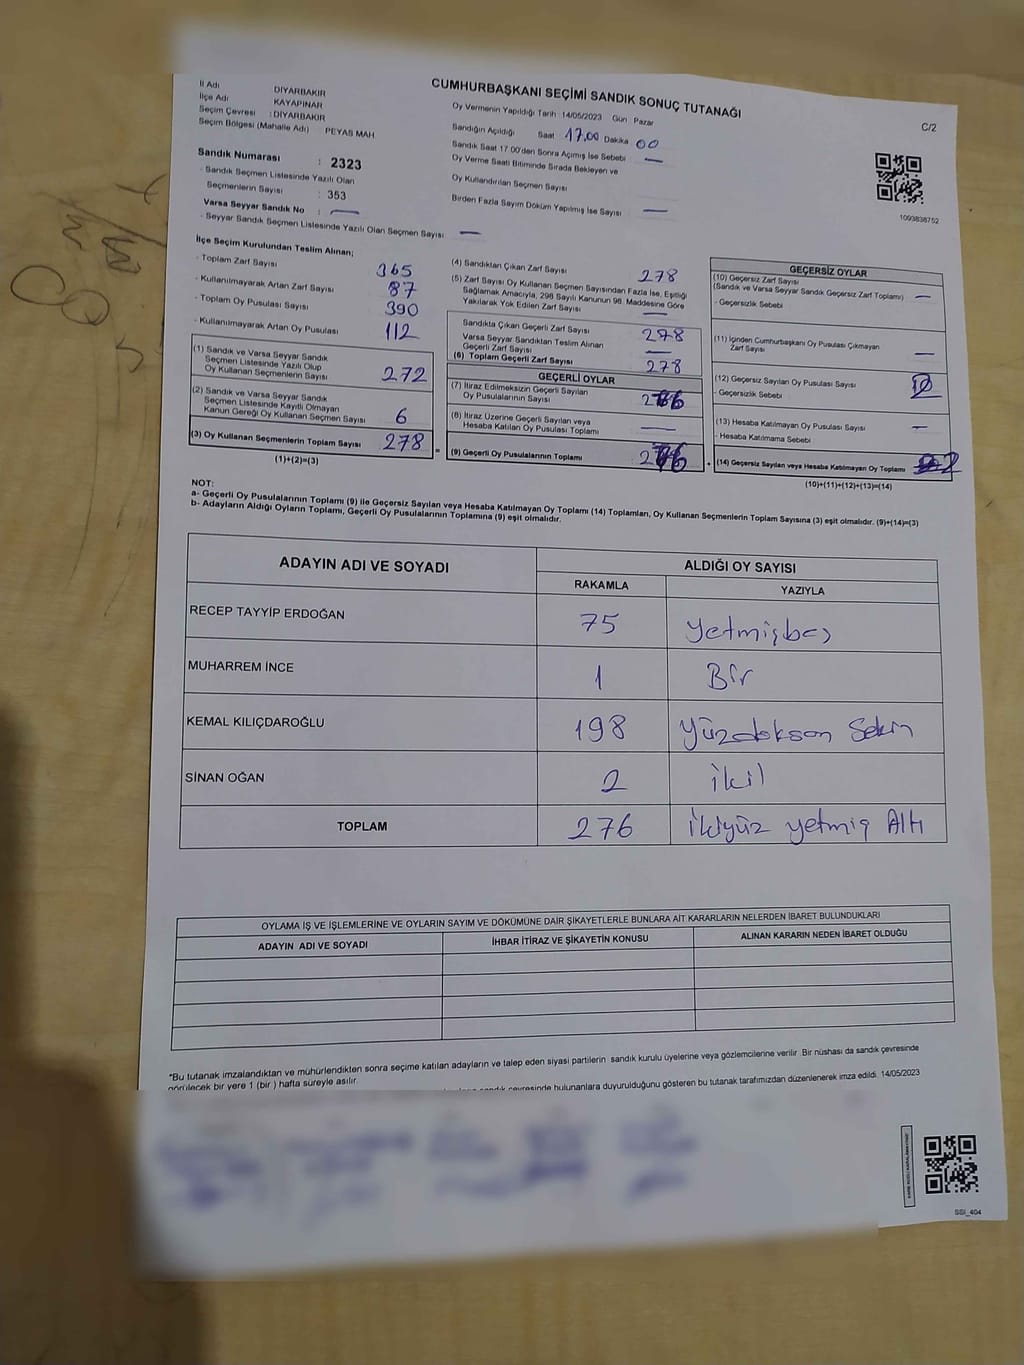 CUMHURBAŞKANI SEÇİMİ SANDIK SONUÇ TUTANAĞI
C/2
İl Adı DİYARBAKIR
İlçe Adı KAYAPINAR
Seçim Çevresi : DİYARBAKIR
Seçim Bölgesi (Mahalle Adı) PEYAS MAH
Sandık Numarası : 2323
- Sandık Seçmen Listesinde Yazılı Olan
Seçmenlerin Sayısı : 353
Varsa Seyyar Sandık No : —
- Seyyar Sandık Seçmen Listesinde Yazılı Olan Seçmen Sayısı —
Oy Vermenin Yapıldığı Tarih 14/05/2023 Gün Pazar
Sandığın Açıldığı Saat 17.00 Dakika 00
Sandık Saat 17.00'den Sonra Açımış İse Sebebi —
Oy Verme Saati Bitiminde Sırada Bekleyen ve
Oy Kullandırılan Seçmen Sayısı
Birden Fazla Sayım Döküm Yapılmış İse Sayısı —
1093838752
İlçe Seçim Kurulundan Teslim Alınan;
- Toplam Zarf Sayısı 365
- Kullanılmayarak Artan Zarf Sayısı 87
- Toplam Oy Pusulası Sayısı 390
- Kullanılmayarak Artan Oy Pusulası 112
(1) Sandık ve Varsa Seyyar Sandık
Seçmen Listesinde Yazılı Olup
Oy Kullanan Seçmenlerin Sayısı 272
(2) Sandık ve Varsa Seyyar Sandık
Seçmen Listesinde Kayıtlı Olmayan
Kanun Gereği Oy Kullanan Seçmen Sayısı 6
(3) Oy Kullanan Seçmenlerin Toplam Sayısı 278
(1)+(2)=(3)
(4) Sandıktan Çıkan Zarf Sayısı 278
(5) Zarf Sayısı Oy Kullanan Seçmen Sayısından Fazla İse, Eşitliği
Sağlamak Amacıyla, 298 Sayılı Kanunun 98. Maddesine Göre
Yakılarak Yok Edilen Zarf Sayısı —
Sandıkta Çıkan Geçerli Zarf Sayısı 278
Varsa Seyyar Sandıktan Teslim Alınan
Geçerli Zarf Sayısı —
(6) Toplam Geçerli Zarf Sayısı 278
GEÇERLİ OYLAR
(7) İtiraz Edilmeksizin Geçerli Sayılan
Oy Pusulalarının Sayısı 276
(8) İtiraz Üzerine Geçerli Sayılan veya
Hesaba Katılan Oy Pusulası Toplamı —
= (9) Geçerli Oy Pusulalarının Toplamı 276
GEÇERSİZ OYLAR
(10) Geçersiz Zarf Sayısı
(Sandık ve Varsa Seyyar Sandık Geçersiz Zarf Toplamı) —
- Geçersizlik Sebebi
(11) İçinden Cumhurbaşkanı Oy Pusulası Çıkmayan
Zarf Sayısı —
(12) Geçersiz Sayılan Oy Pusulası Sayısı
- Geçersizlik Sebebi
(13) Hesaba Katılmayan Oy Pusulası Sayısı —
- Hesaba Katılmama Sebebi
+ (14) Geçersiz Sayılan veya Hesaba Katılmayan Oy Toplamı 2
(10)+(11)+(12)+(13)=(14)
NOT:
a- Geçerli Oy Pusulalarının Toplamı (9) ile Geçersiz Sayılan veya Hesaba Katılmayan Oy Toplamı (14) Toplamları, Oy Kullanan Seçmenlerin Toplam Sayısına (3) eşit olmalıdır. (9)+(14)=(3)
b- Adayların Aldığı Oyların Toplamı, Geçerli Oy Pusulalarının Toplamına (9) eşit olmalıdır.
ADAYIN ADI VE SOYADI ALDIĞI OY SAYISI
RAKAMLA YAZIYLA
RECEP TAYYİP ERDOĞAN 75 Yetmişbeş
MUHARREM İNCE 1 Bir
KEMAL KILIÇDAROĞLU 198 Yüzdokson Sekin
SİNAN OĞAN 2 İki
TOPLAM 276 İkiyüz yetmiş Altı
OYLAMA İŞ VE İŞLEMLERİNE VE OYLARIN SAYIM VE DÖKÜMÜNE DAİR ŞİKAYETLERLE BUNLARA AİT KARARLARIN NELERDEN İBARET BULUNDUKLARI
ADAYIN ADI VE SOYADI İHBAR İTİRAZ VE ŞİKAYETİN KONUSU ALINAN KARARIN NEDEN İBARET OLDUĞU
*Bu tutanak imzalandıktan ve mühürlendikten sonra seçime katılan adayların ve talep eden siyasi partilerin sandık kurulu üyelerine veya gözlemcilerine verilir. Bir nüshası da sandık çevresinde
görülecek bir yere 1 (bir ) hafta süreyle asılır.
sandık çevresinde bulunanlara duyurulduğunu gösteren bu tutanak tarafımızdan düzenlenerek imza edildi. 14/05/2023
SSİ_404